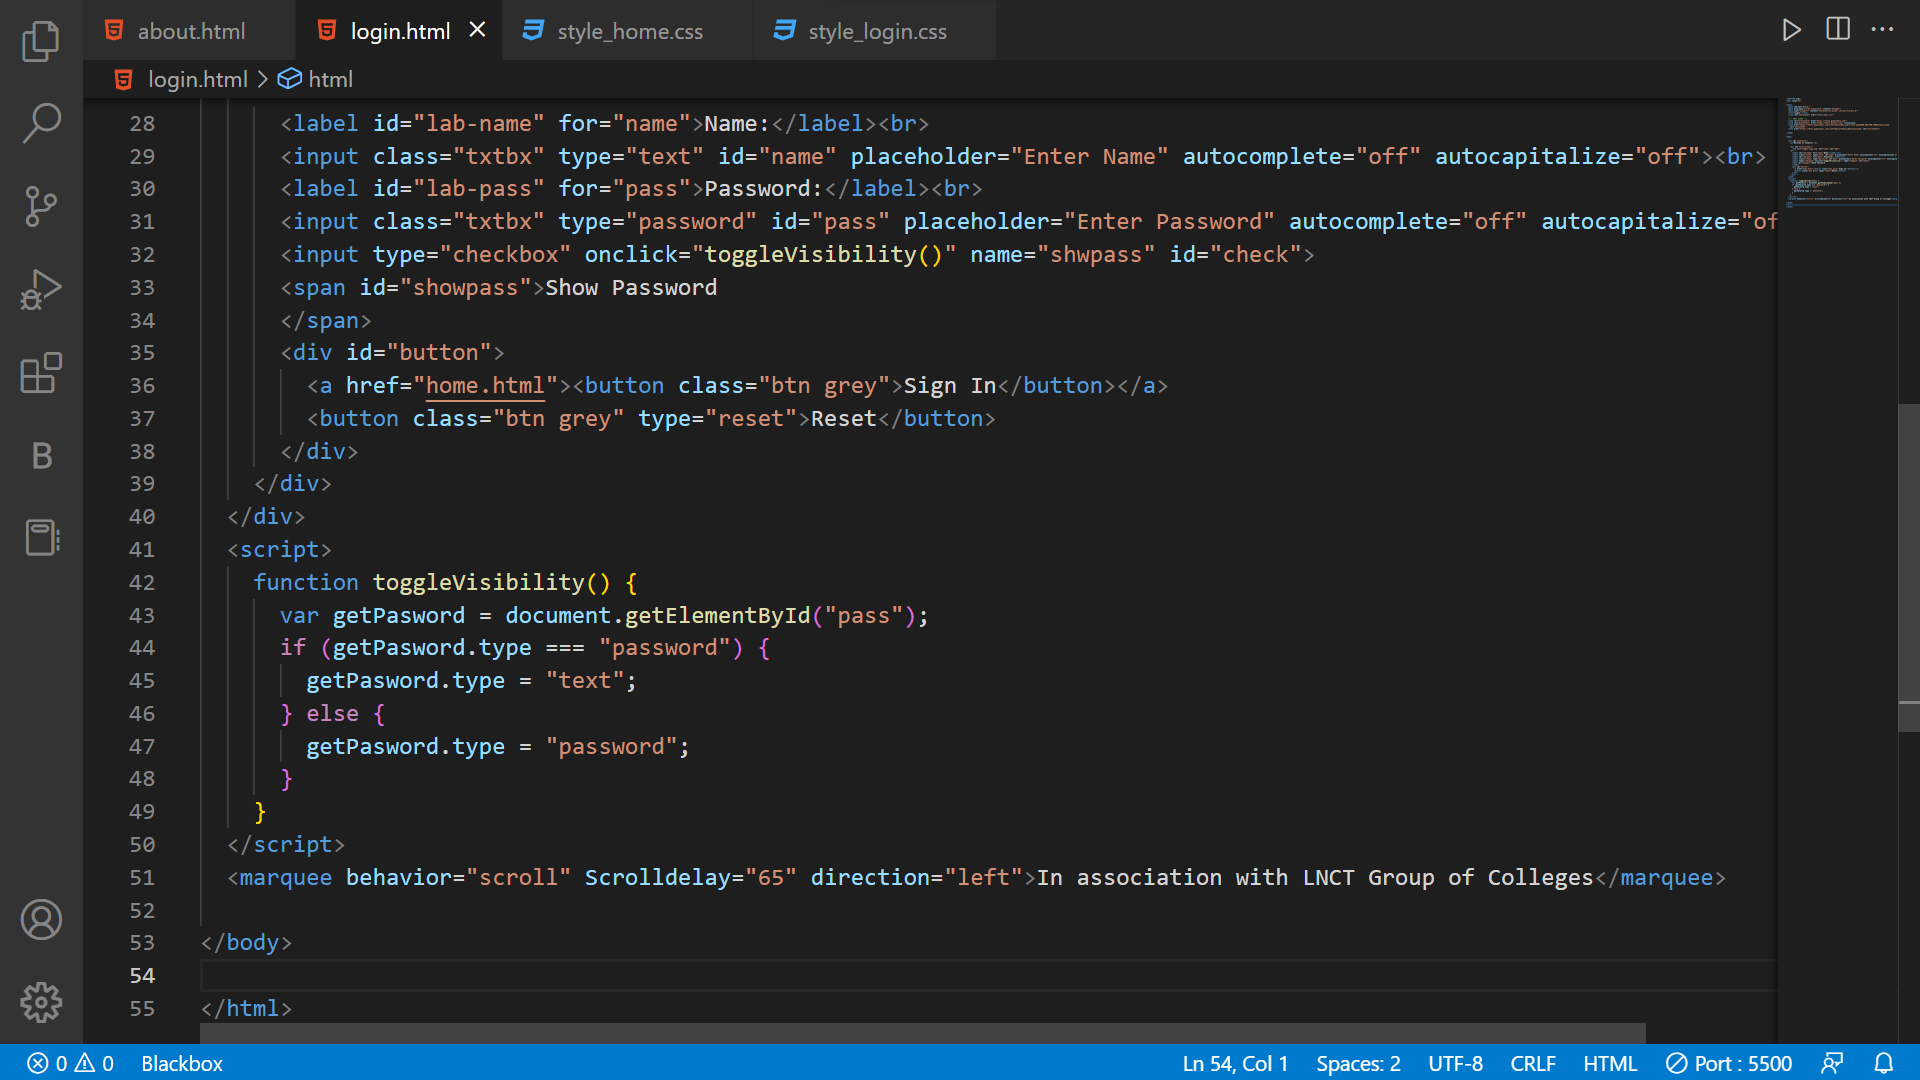 about.html login.html style_home.css style_login.css
login.html > html
28 <label id="lab-name" for="name">Name:</label><br>
29 <input class="txtbx" type="text" id="name" placeholder="Enter Name" autocomplete="off" autocapitalize="off"><br>
30 <label id="lab-pass" for="pass">Password:</label><br>
31 <input class="txtbx" type="password" id="pass" placeholder="Enter Password" autocomplete="off" autocapitalize="of
32 <input type="checkbox" onclick="toggleVisibility()" name="shwpass" id="check">
33 <span id="showpass">Show Password
34 </span>
35 <div id="button">
36 <a href="home.html"><button class="btn grey">Sign In</button></a>
37 <button class="btn grey" type="reset">Reset</button>
38 </div>
39 </div>
40 </div>
41 <script>
42 function toggleVisibility() {
43 var getPasword = document.getElementById("pass");
44 if (getPasword.type === "password") {
45 getPasword.type = "text";
46 } else {
47 getPasword.type = "password";
48 }
49 }
50 </script>
51 <marquee behavior="scroll" Scrolldelay="65" direction="left">In association with LNCT Group of Colleges</marquee>
52
53 </body>
54
55 </html>
0 0 Blackbox Ln 54, Col 1 Spaces: 2 UTF-8 CRLF HTML Port : 5500